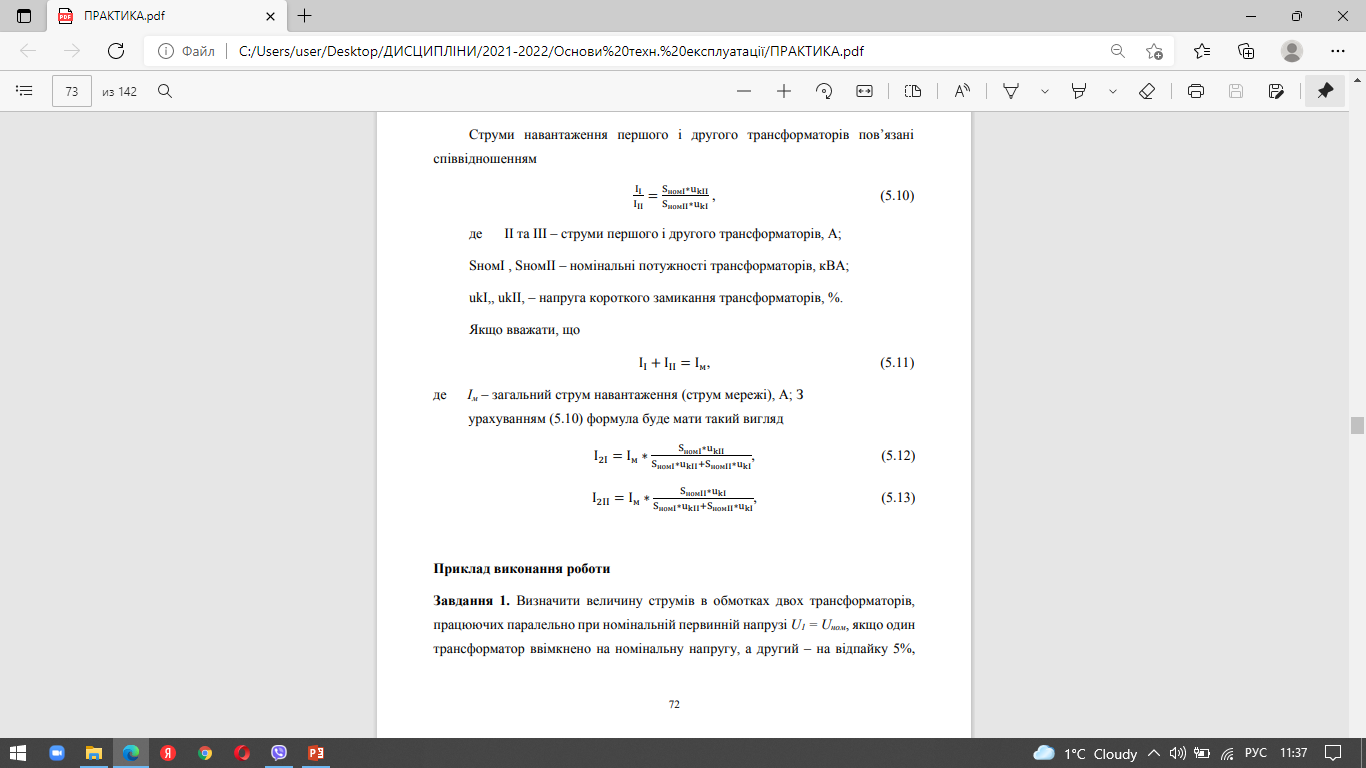 ПРАКТИКА.pdf
Файл
C:/Users/user/Desktop/ДИСЦИПЛІНИ/2021-2022/Основи%20техн.%20експлуатації/ПРАКТИКА.pdf
73 из 142
Струми навантаження першого і другого трансформаторів пов’язані
співвідношенням
I_I/I_II = S_номI*u_kII/S_номII*u_kI , (5.10)
де II та III – струми першого і другого трансформаторів, А;
SномI , SномII – номінальні потужності трансформаторів, кВА;
ukI,, ukII, – напруга короткого замикання трансформаторів, %.
Якщо вважати, що
I_I + I_II = I_м, (5.11)
де I_м – загальний струм навантаження (струм мережі), А; З
урахуванням (5.10) формула буде мати такий вигляд
I_2I = I_м * S_номI*u_kII/S_номI*u_kII+S_номII*u_kI, (5.12)
I_2II = I_м * S_номII*u_kI/S_номI*u_kII+S_номII*u_kI, (5.13)
Приклад виконання роботи
Завдання 1. Визначити величину струмів в обмотках двох трансформаторів,
працюючих паралельно при номінальній первинній напрузі U_1 = U_ном, якщо один
трансформатор ввімкнено на номінальну напругу, а другий – на відпайку 5%,
72
1°C Cloudy РУС 11:37